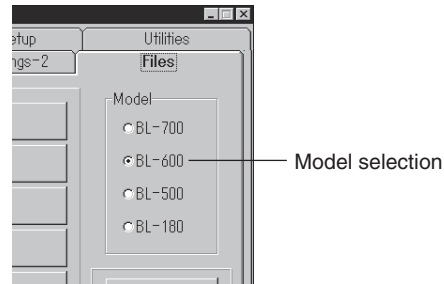 etup Utilities
ngs-2 Files
Model
BL-700
BL-600 Model selection
BL-500
BL-180